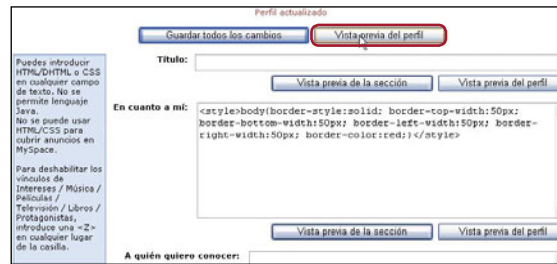 Perfil actualizado
Guardar todos los cambios
Vista previa del perfil
Puedes introducir
HTML/DHTML o CSS
en cualquier campo
de texto. No se
permite lenguaje
Java.
No se puede usar
HTML/CSS para
cubrir anuncios en
MySpace.
Para deshabilitar los
vínculos de
Intereses / Música /
Películas /
Televisión / Libros /
Protagonistas,
introduce una <Z>
en cualquier lugar
de la casilla.
Título:
Vista previa de la sección
Vista previa del perfil
En cuanto a mí:
<style>body{border-style:solid; border-top-width:50px;
border-bottom-width:50px; border-left-width:50px; border-
right-width:50px; border-color:red;}</style>
Vista previa de la sección
Vista previa del perfil
A quién quiero conocer: